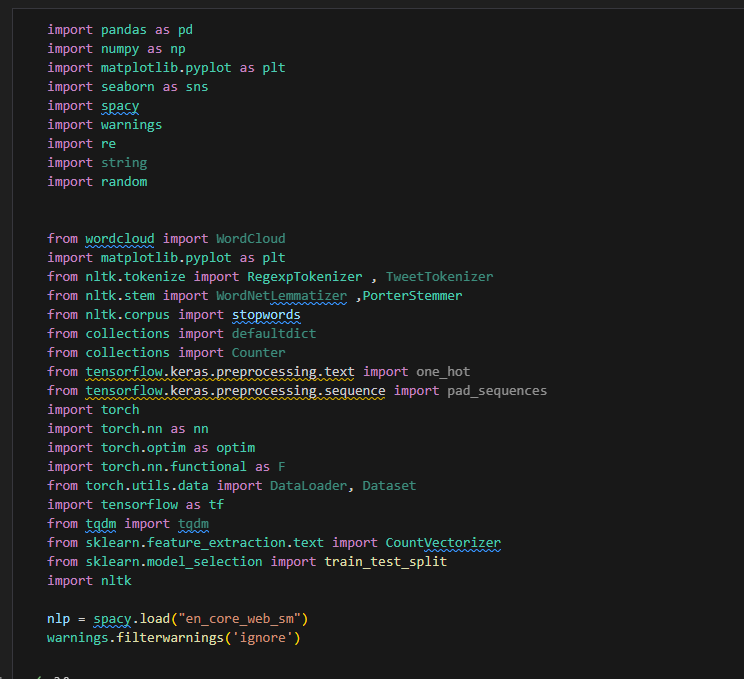 import pandas as pd
import numpy as np
import matplotlib.pyplot as plt
import seaborn as sns
import spacy
import warnings
import re
import string
import random
from wordcloud import WordCloud
import matplotlib.pyplot as plt
from nltk.tokenize import RegexpTokenizer , TweetTokenizer
from nltk.stem import WordNetLemmatizer ,PorterStemmer
from nltk.corpus import stopwords
from collections import defaultdict
from collections import Counter
from tensorflow.keras.preprocessing.text import one_hot
from tensorflow.keras.preprocessing.sequence import pad_sequences
import torch
import torch.nn as nn
import torch.optim as optim
import torch.nn.functional as F
from torch.utils.data import DataLoader, Dataset
import tensorflow as tf
from tqdm import tqdm
from sklearn.feature_extraction.text import CountVectorizer
from sklearn.model_selection import train_test_split
import nltk
nlp = spacy.load("en_core_web_sm")
warnings.filterwarnings('ignore')